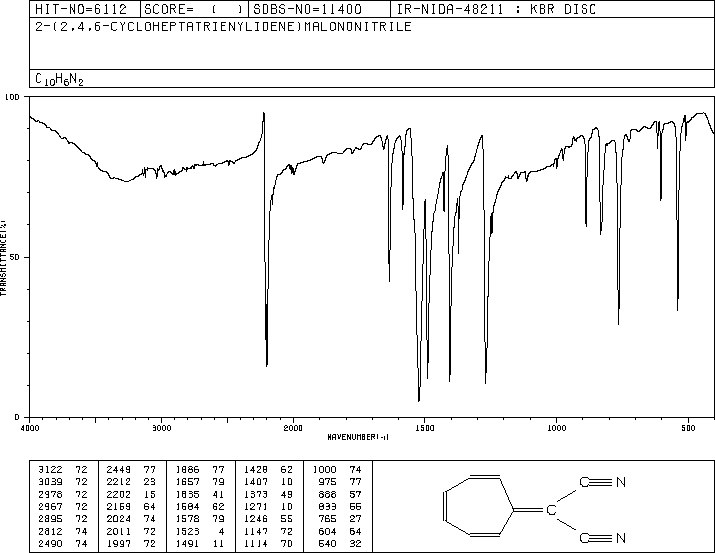 HIT-NO=6112 SCORE= ( ) SDBS-NO=11400 IR-NIDA-48211 : KBR DISC
2-(2,4,6-CYCLOHEPTATRIENYLIDENE)MALONONITRILE
C10H6N2
100
50
0
TRANSMITTANCE(%)
4000 3000 2000 1500 1000 500
WAVENUMBER(-1)
3122 72 2449 77 1886 77 1428 62 1000 74
3039 72 2212 23 1657 79 1407 10 975 77
2978 72 2202 15 1635 41 1373 49 888 57
2967 72 2169 64 1584 62 1271 10 833 55
2895 72 2024 74 1578 79 1246 55 765 27
2812 74 2011 72 1523 4 1147 72 604 64
2490 74 1997 72 1491 11 1114 70 540 32
C≡N
C
C≡N